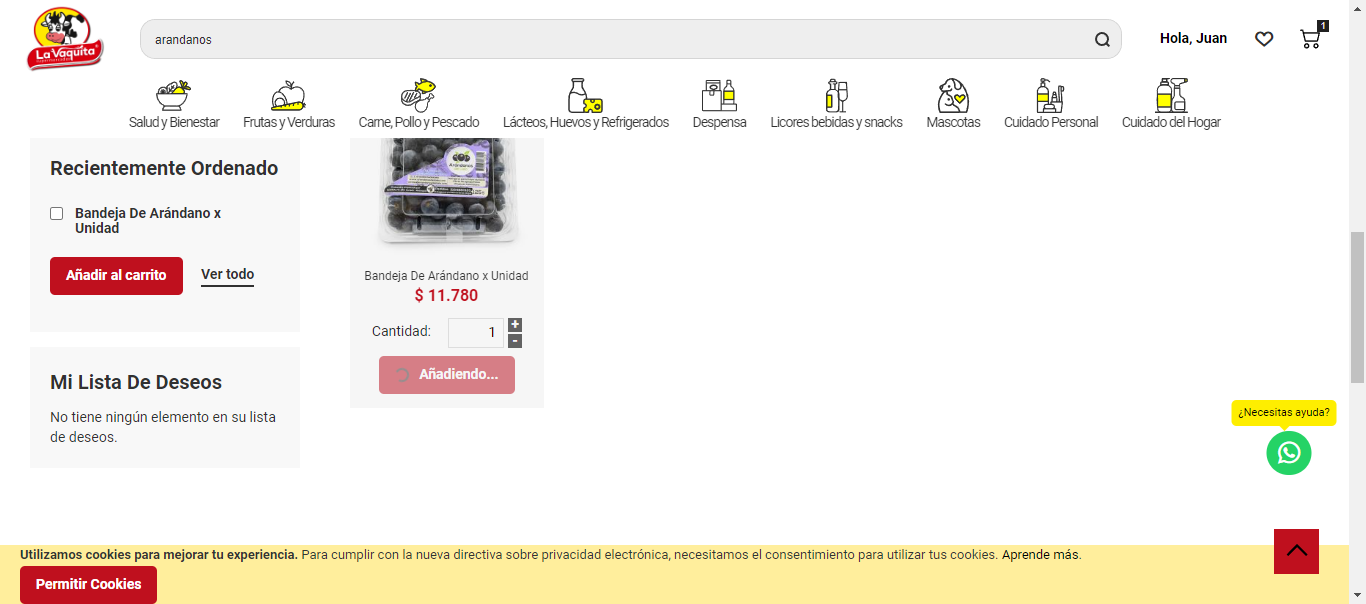 La Vaquita
arandanos
Hola, Juan
1
Salud y Bienestar
Frutas y Verduras
Carne, Pollo y Pescado
Lácteos, Huevos y Refrigerados
Despensa
Licores bebidas y snacks
Mascotas
Cuidado Personal
Cuidado del Hogar
Recientemente Ordenado
Bandeja De Arándano x
Unidad
Añadir al carrito
Ver todo
Mi Lista De Deseos
No tiene ningún elemento en su lista
de deseos.
Arándanos
Bandeja De Arándano x Unidad
$ 11.780
Cantidad:
1
+
-
Añadiendo...
¿Necesitas ayuda?
Utilizamos cookies para mejorar tu experiencia. Para cumplir con la nueva directiva sobre privacidad electrónica, necesitamos el consentimiento para utilizar tus cookies. Aprende más.
Permitir Cookies